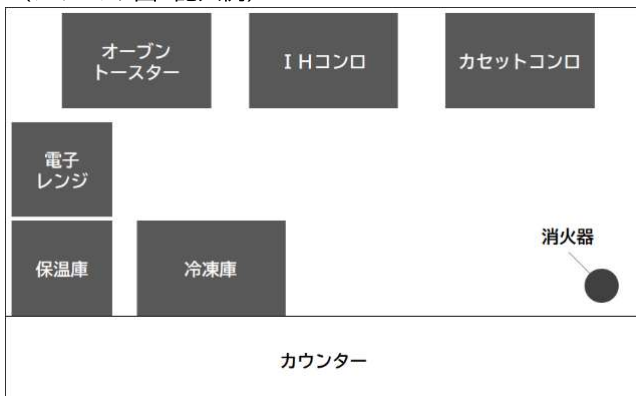 オーブン
トースター
ＩＨコンロ
カセットコンロ
電子
レンジ
保温庫
冷凍庫
消火器
カウンター